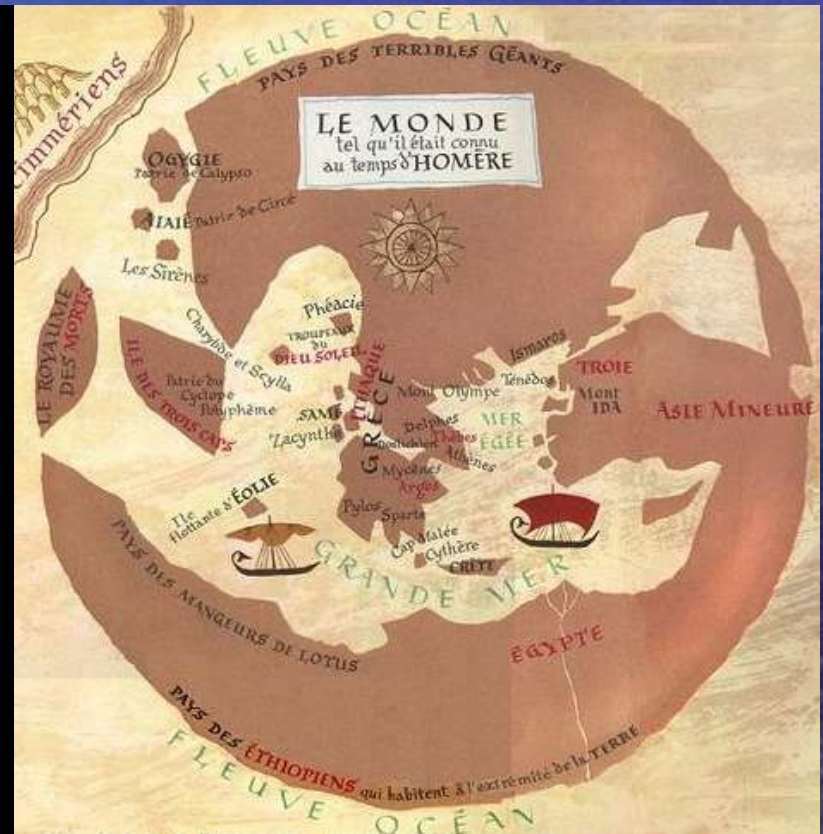 FLEUVE OCÉAN
PAYS DES TERRIBLES GÉANTS
LE MONDE
tel qu'il était connu
au temps d'HOMÈRE
Cimmériens
OGYGIE
Patrie de Calypso
AIAIÉ Patrie de Circé
Les Sirènes
LE ROYAUME
DES MORTS
ILE DES TROIS CAPS
Charybde et Scylla
Patrie du
Cyclope
Polyphème
Phéacie
TROUPEAUX
DU
DIEU SOLEIL
ITHAQUE
SAMÉ
Zacynthe
GRÈCE
Mont Olympe
Ismaros
Ténédos
TROIE
Mont
IDA
ASIE MINEURE
Delphes
Thèbes
Athènes
MER
ÉGÉE
Mycènes
Argos
Pylos
Sparte
Cap Malée
Cythère
CRÈTE
Ile
flottante d'ÉOLIE
GRANDE MER
PAYS DES MANGEURS DE LOTUS
ÉGYPTE
PAYS DES ÉTHIOPIENS qui habitent à l'extrémité de la TERRE
FLEUVE OCÉAN